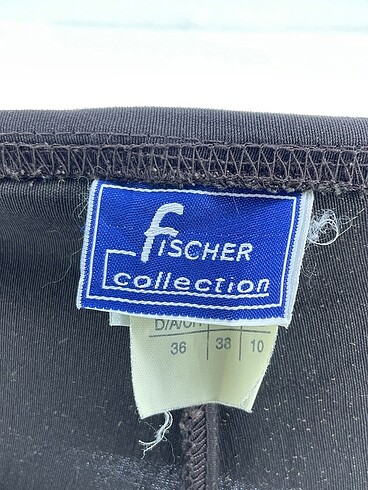 FISCHER
collection
D/A/CH
36 38 10